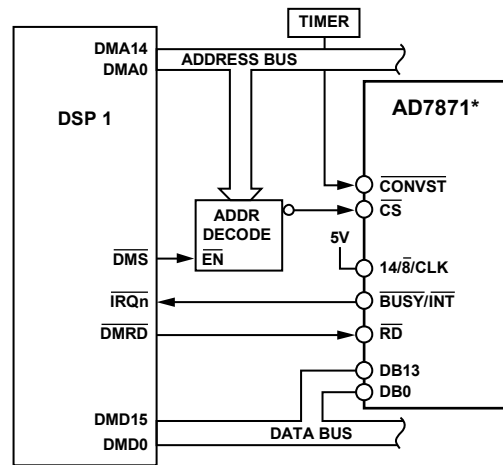 TIMER
DMA14
DMA0
ADDRESS BUS
DSP 1
AD7871*
CONVST
CS
ADDR
DECODE
EN
5V
DMS
14/8/CLK
IRQn
BUSY/INT
DMRD
RD
DB13
DB0
DMD15
DMD0
DATA BUS